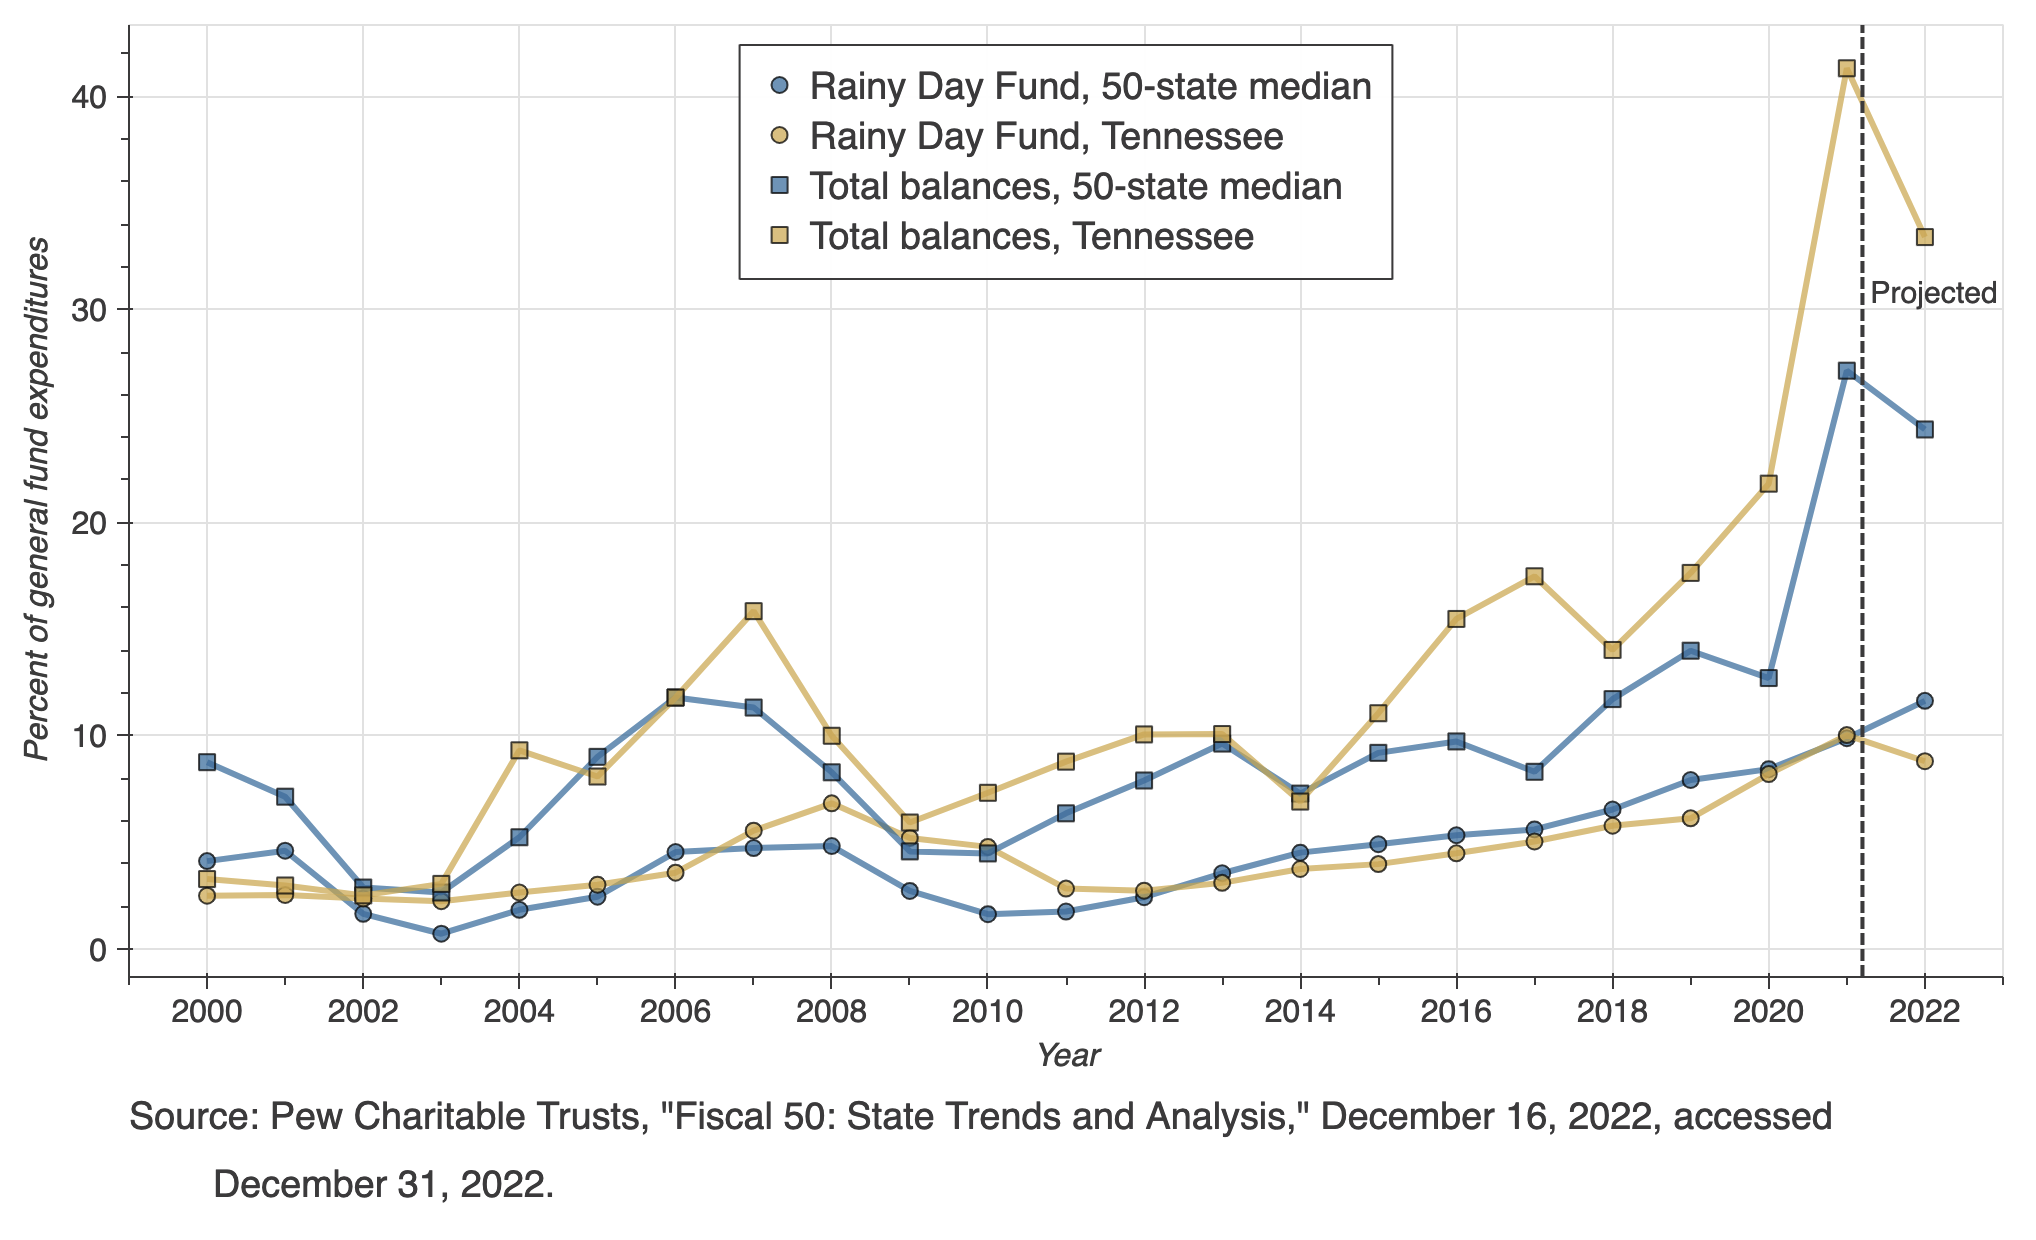 Rainy Day Fund, 50-state median
Rainy Day Fund, Tennessee
Total balances, 50-state median
Total balances, Tennessee
Projected
Percent of general fund expenditures
40
30
20
10
0
2000 2002 2004 2006 2008 2010 2012 2014 2016 2018 2020 2022
Year
Source: Pew Charitable Trusts, "Fiscal 50: State Trends and Analysis," December 16, 2022, accessed
December 31, 2022.